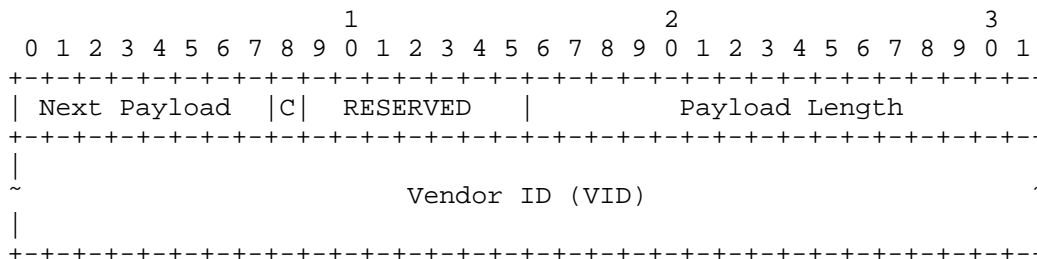 1                   2                   3
 0 1 2 3 4 5 6 7 8 9 0 1 2 3 4 5 6 7 8 9 0 1 2 3 4 5 6 7 8 9 0 1
+-+-+-+-+-+-+-+-+-+-+-+-+-+-+-+-+-+-+-+-+-+-+-+-+-+-+-+-+-+-+-+-
| Next Payload  |C|  RESERVED   |         Payload Length
+-+-+-+-+-+-+-+-+-+-+-+-+-+-+-+-+-+-+-+-+-+-+-+-+-+-+-+-+-+-+-+-
|
~                        Vendor ID (VID)                        ~
|
+-+-+-+-+-+-+-+-+-+-+-+-+-+-+-+-+-+-+-+-+-+-+-+-+-+-+-+-+-+-+-+-